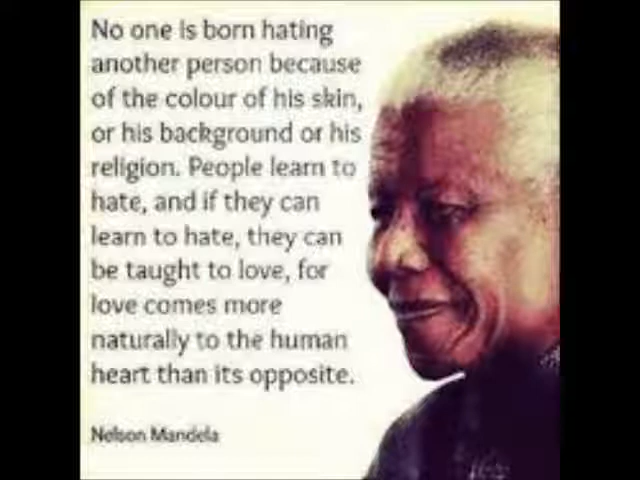 No one is born hating
another person because
of the colour of his skin,
or his background or his
religion. People learn to
hate, and if they can
learn to hate, they can
be taught to love, for
love comes more
naturally to the human
heart than its opposite.
Nelson Mandela